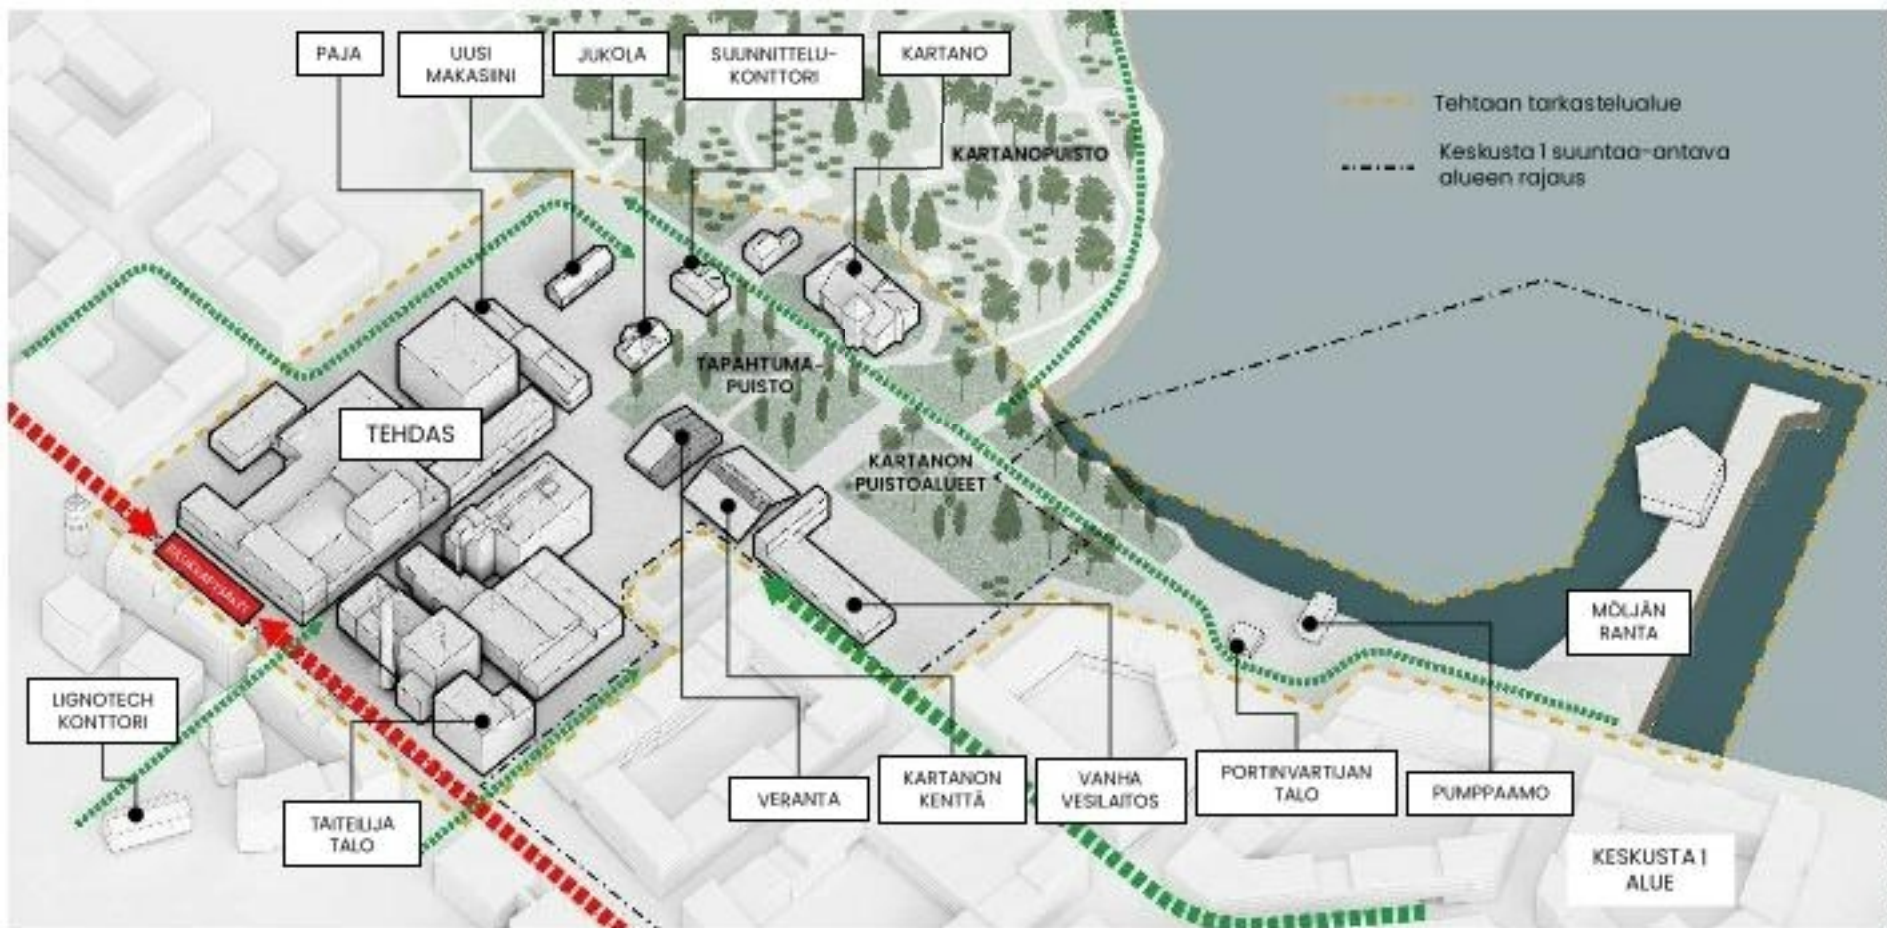 PAJA
UUSI
MAKASIINI
JUKOLA
SUUNNITTELU-
KONTTORI
KARTANO
Tehtaan tarkastelualue
Keskusta 1 suuntaa-antava
alueen rajaus
KARTANOPUISTO
TAPAHTUMA-
PUISTO
TEHDAS
KARTANON
PUISTOALUEET
MÖLJÄN
RANTA
LIGNOTECH
KONTTORI
TAITEILIJA
TALO
VERANTA
KARTANON
KENTTÄ
VANHA
VESILAITOS
PORTINVARTIJAN
TALO
PUMPPAAMO
KESKUSTA 1
ALUE